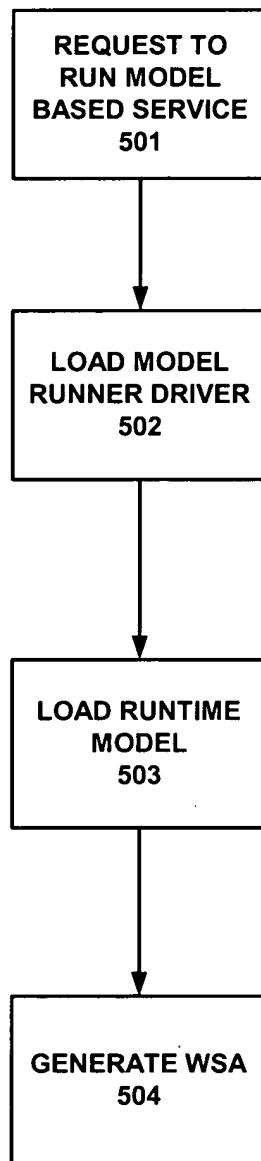 REQUEST TO
RUN MODEL
BASED SERVICE
501
LOAD MODEL
RUNNER DRIVER
502
LOAD RUNTIME
MODEL
503
GENERATE WSA
504